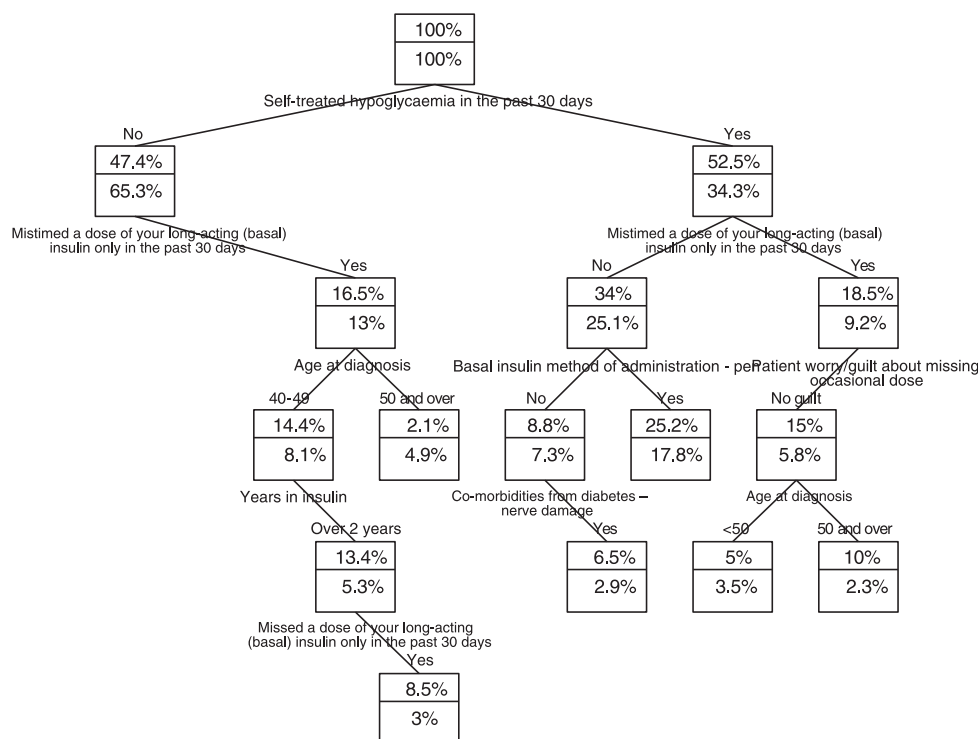 100%
100%
Self-treated hypoglycaemia in the past 30 days
No
47.4%
65.3%
Yes
52.5%
34.3%
Mistimed a dose of your long-acting (basal)
insulin only in the past 30 days
Mistimed a dose of your long-acting (basal)
insulin only in the past 30 days
Yes
16.5%
13%
No
34%
25.1%
Yes
18.5%
9.2%
Age at diagnosis
Basal insulin method of administration - pen
Patient worry/guilt about missing
occasional dose
40-49
14.4%
8.1%
50 and over
2.1%
4.9%
No
8.8%
7.3%
Yes
25.2%
17.8%
No guilt
15%
5.8%
Years in insulin
Co-morbidities from diabetes –
nerve damage
Age at diagnosis
Over 2 years
13.4%
5.3%
Yes
6.5%
2.9%
<50
5%
3.5%
50 and over
10%
2.3%
Missed a dose of your long-acting
(basal) insulin only in the past 30 days
Yes
8.5%
3%